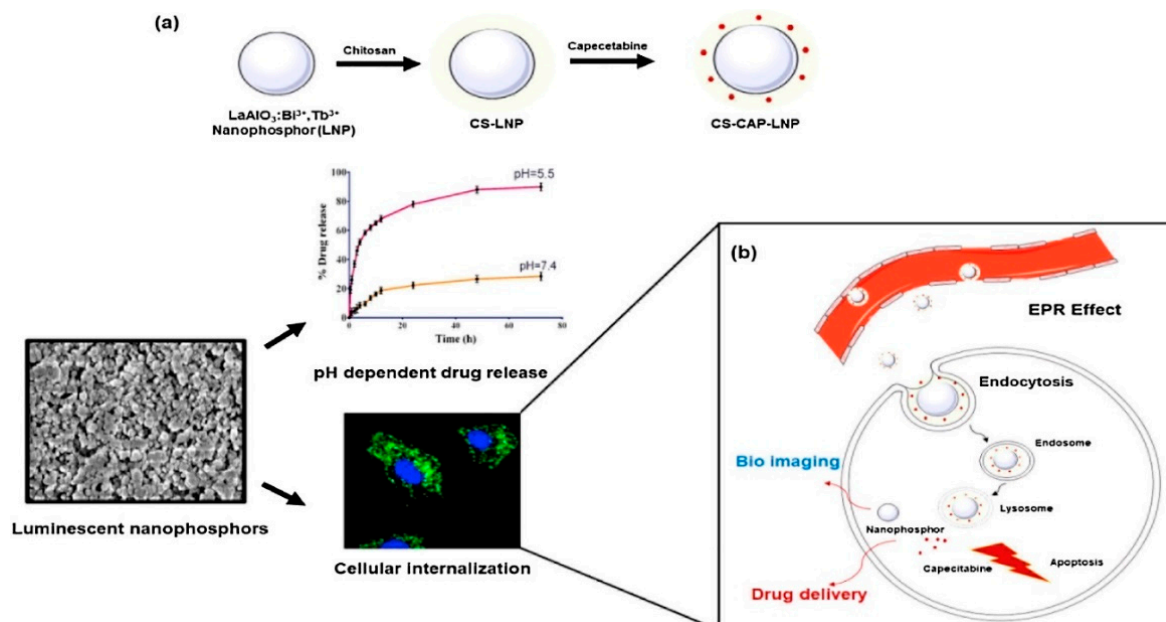 (a)
Chitosan
Capecetabine
LaAlO₃:Bi³⁺,Tb³⁺
Nanophosphor (LNP)
CS-LNP
CS-CAP-LNP
100
80
60
40
20
0
% Drug release
pH=5.5
pH=7.4
0 20 40 60 80
Time (h)
pH dependent drug release
Luminescent nanophosphors
Cellular internalization
(b)
EPR Effect
Endocytosis
Endosome
Bio imaging
Lysosome
Nanophosphor
Capecitabine
Apoptosis
Drug delivery